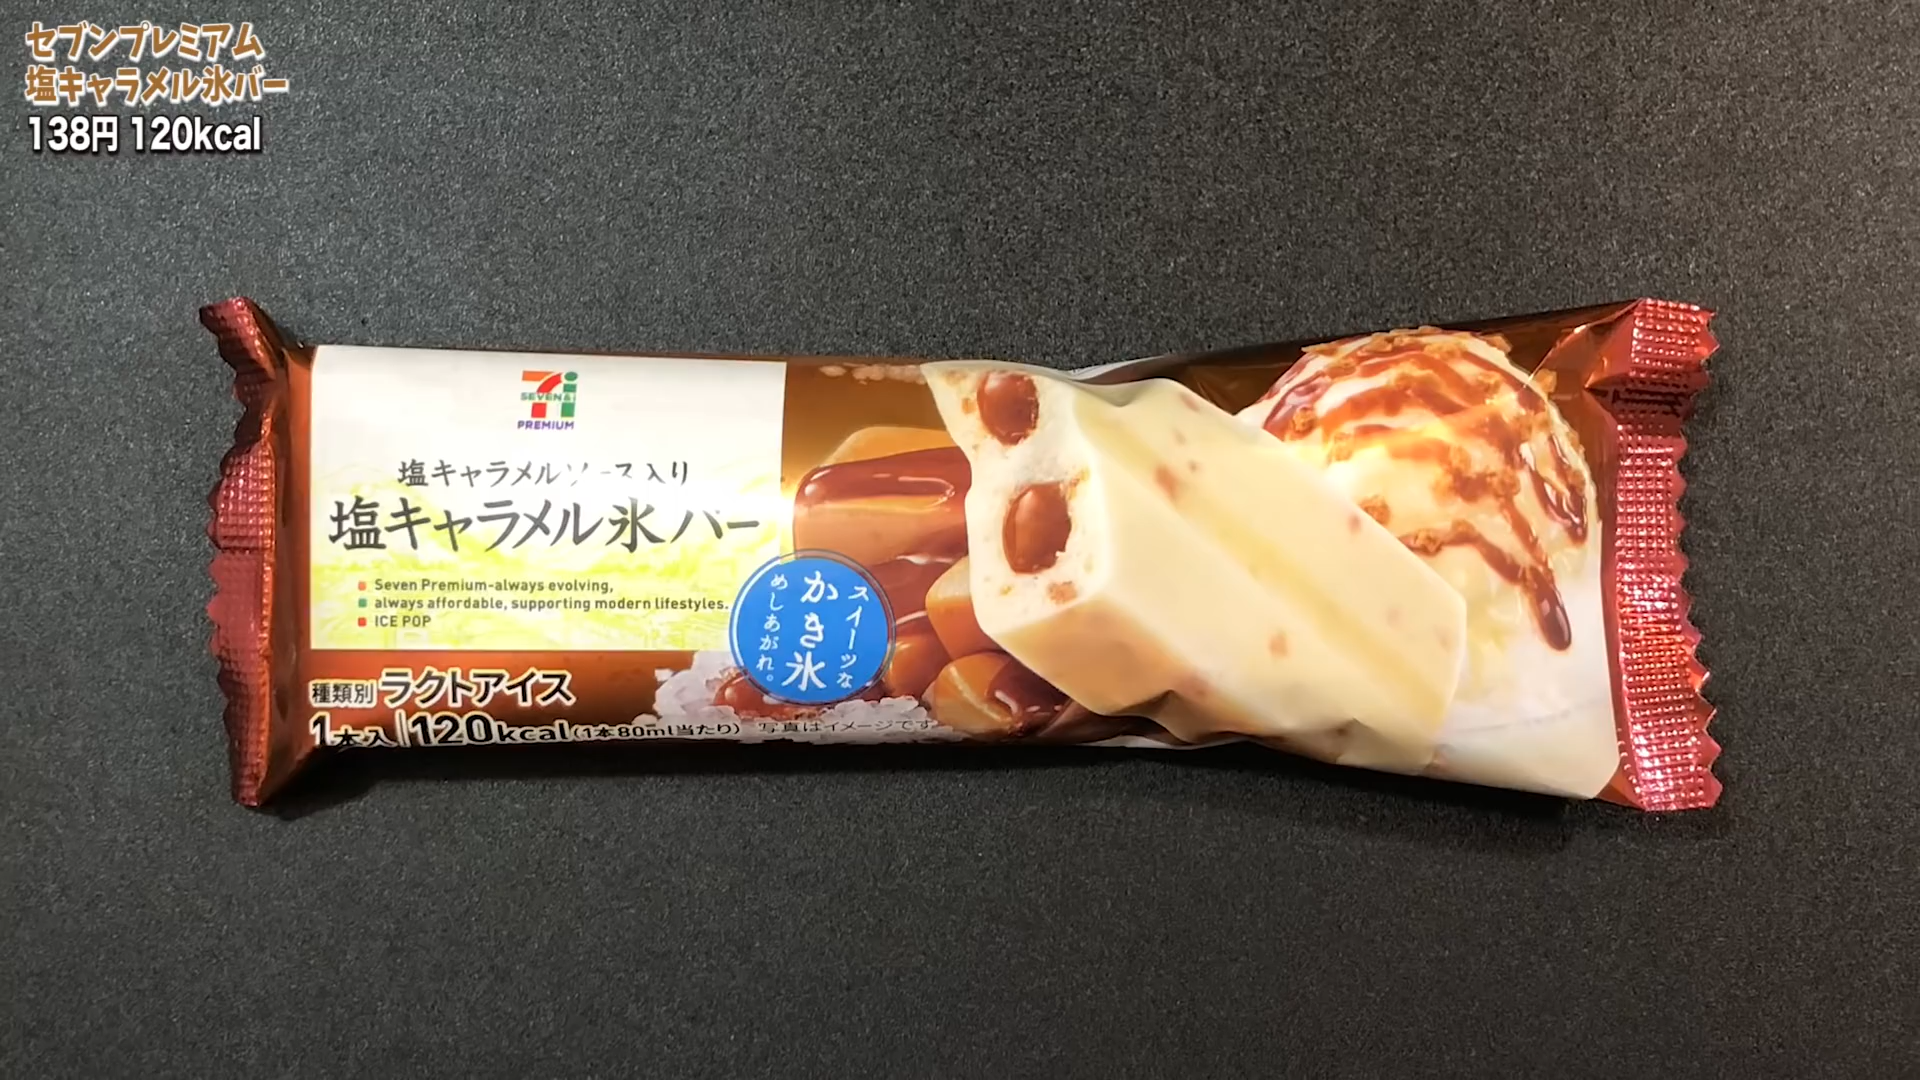 セブンプレミアム
塩キャラメル氷バー
138円 120kcal
SEVEN&i
PREMIUM
塩キャラメルソース入り
塩キャラメル氷バー
Seven Premium-always evolving,
always affordable, supporting modern lifestyles.
ICE POP
スイーツな
かき氷
めしあがれ。
種類別 ラクトアイス
1本入 120kcal(1本80ml当たり) 写真はイメージです